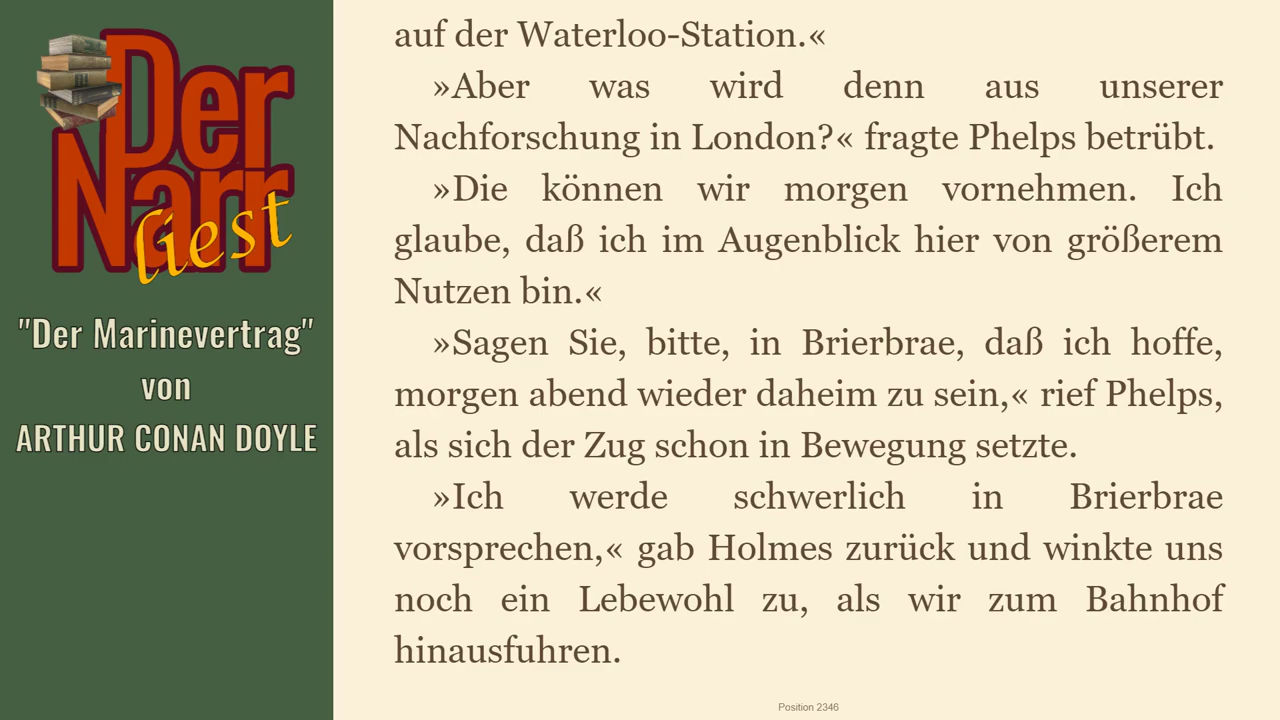 Der
Narr
liest
"Der Marinevertrag"
von
ARTHUR CONAN DOYLE
auf der Waterloo-Station.«
»Aber was wird denn aus unserer
Nachforschung in London?« fragte Phelps betrübt.
»Die können wir morgen vornehmen. Ich
glaube, daß ich im Augenblick hier von größerem
Nutzen bin.«
»Sagen Sie, bitte, in Brierbrae, daß ich hoffe,
morgen abend wieder daheim zu sein,« rief Phelps,
als sich der Zug schon in Bewegung setzte.
»Ich werde schwerlich in Brierbrae
vorsprechen,« gab Holmes zurück und winkte uns
noch ein Lebewohl zu, als wir zum Bahnhof
hinausfuhren.
Position 2346